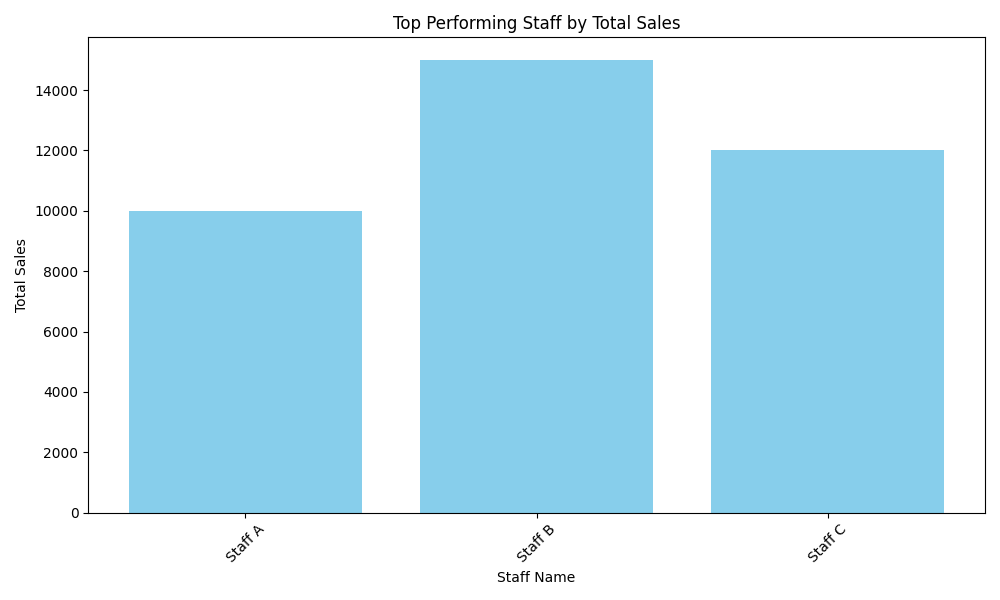 Top Performing Staff by Total Sales
Total Sales
14000
12000
10000
8000
6000
4000
2000
0
Staff A
Staff B
Staff C
Staff Name